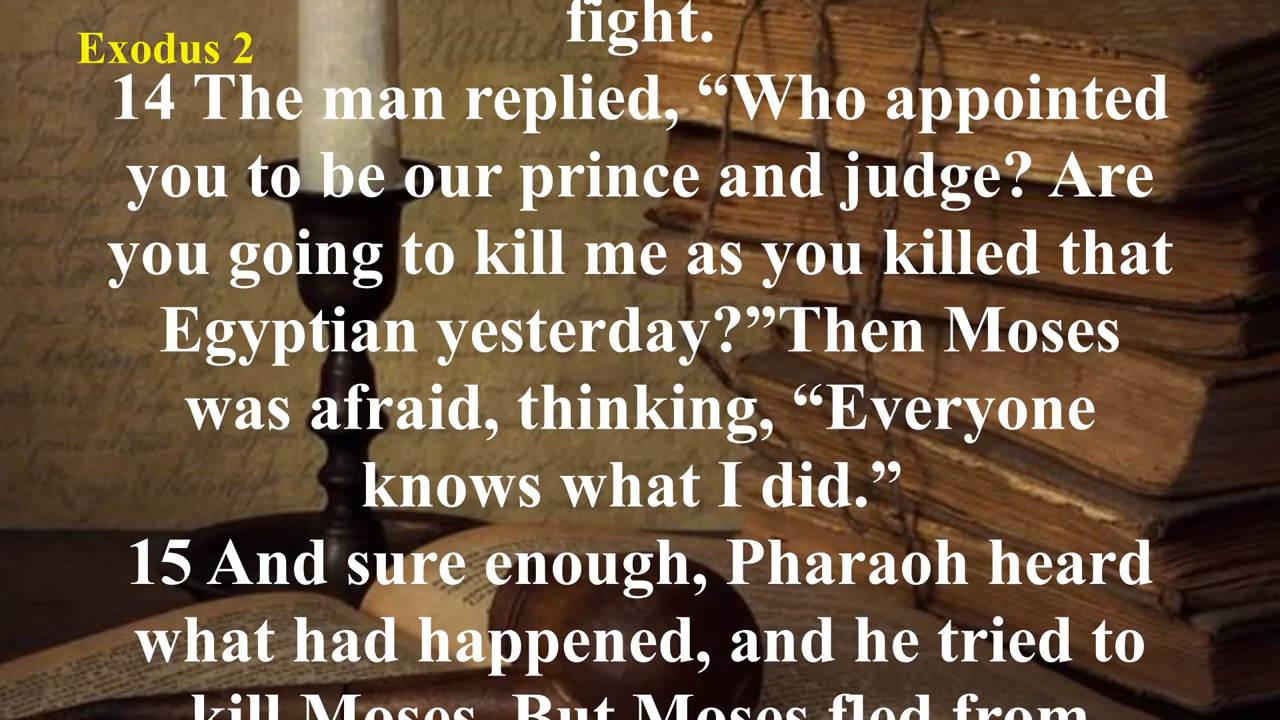 fight.
Exodus 2
14 The man replied, “Who appointed
you to be our prince and judge? Are
you going to kill me as you killed that
Egyptian yesterday?”Then Moses
was afraid, thinking, “Everyone
knows what I did.”
15 And sure enough, Pharaoh heard
what had happened, and he tried to
kill Moses. But Moses fled from